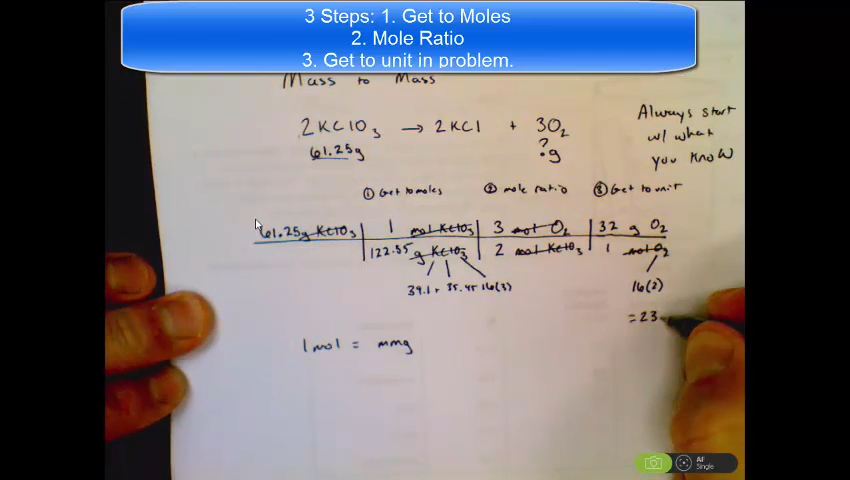 3 Steps: 1. Get to Moles
2. Mole Ratio
3. Get to unit in problem.
Mass to Mass
2KClO3 → 2KCl + 3O2
61.25g ?g
Always start
w/ what
you know
① Get to moles ② mole ratio ③ Get to unit
61.25g KClO3 | 1 mol KClO3 | 3 mol O2 | 32 g O2
122.55 g KClO3 | 2 mol KClO3 | 1 mol O2
39.1 + 35.45 + 16(3) 16(2)
=23
1 mol = mmg
AF
Single